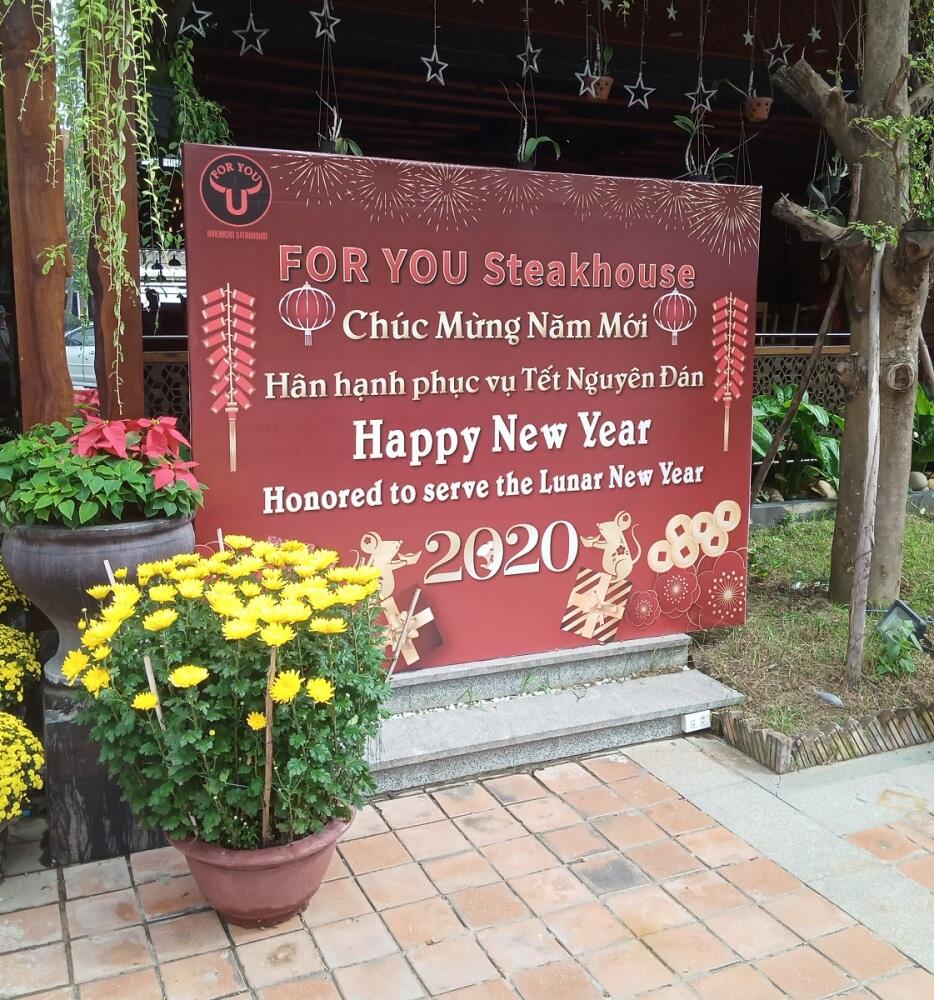 FOR YOU
FOR YOU Steakhouse
Chúc Mừng Năm Mới
Hân hạnh phục vụ Tết Nguyên Đán
Happy New Year
Honored to serve the Lunar New Year
2020